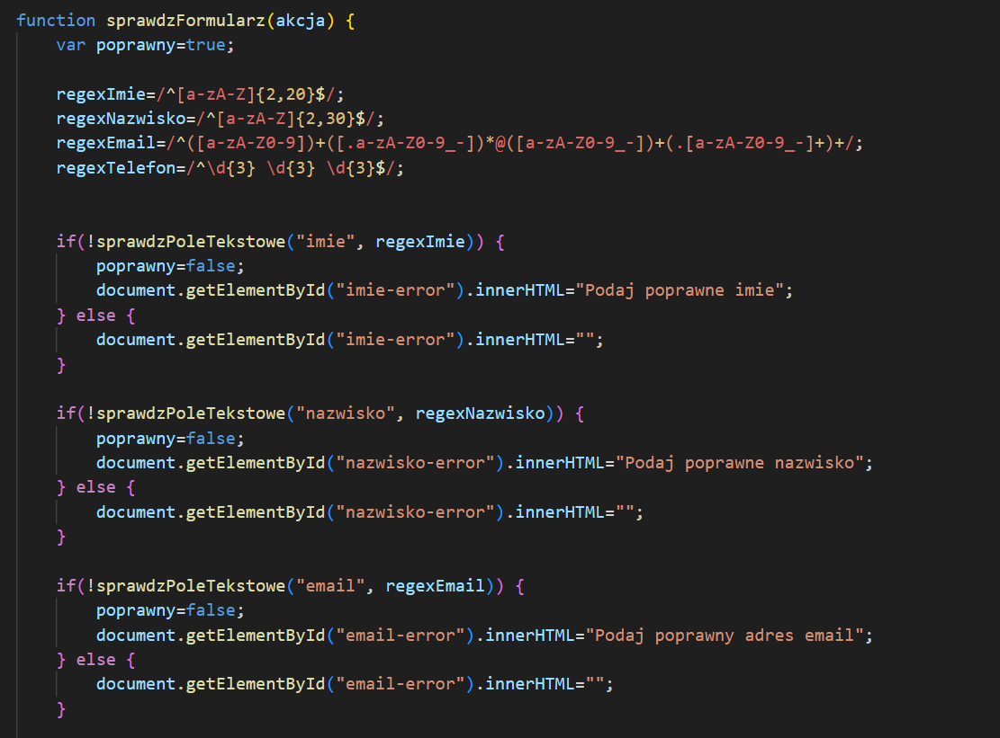 function sprawdzFormularz(akcja) {
var poprawny=true;
regexImie=/^[a-zA-Z]{2,20}$/;
regexNazwisko=/^[a-zA-Z]{2,30}$/;
regexEmail=/^([a-zA-Z0-9])+([.a-zA-Z0-9_-])*@([a-zA-Z0-9_-])+(.[a-zA-Z0-9_-]+)+/;
regexTelefon=/^\d{3} \d{3} \d{3}$/;
if(!sprawdzPoleTekstowe("imie", regexImie)) {
poprawny=false;
document.getElementById("imie-error").innerHTML="Podaj poprawne imie";
} else {
document.getElementById("imie-error").innerHTML="";
}
if(!sprawdzPoleTekstowe("nazwisko", regexNazwisko)) {
poprawny=false;
document.getElementById("nazwisko-error").innerHTML="Podaj poprawne nazwisko";
} else {
document.getElementById("nazwisko-error").innerHTML="";
}
if(!sprawdzPoleTekstowe("email", regexEmail)) {
poprawny=false;
document.getElementById("email-error").innerHTML="Podaj poprawny adres email";
} else {
document.getElementById("email-error").innerHTML="";
}